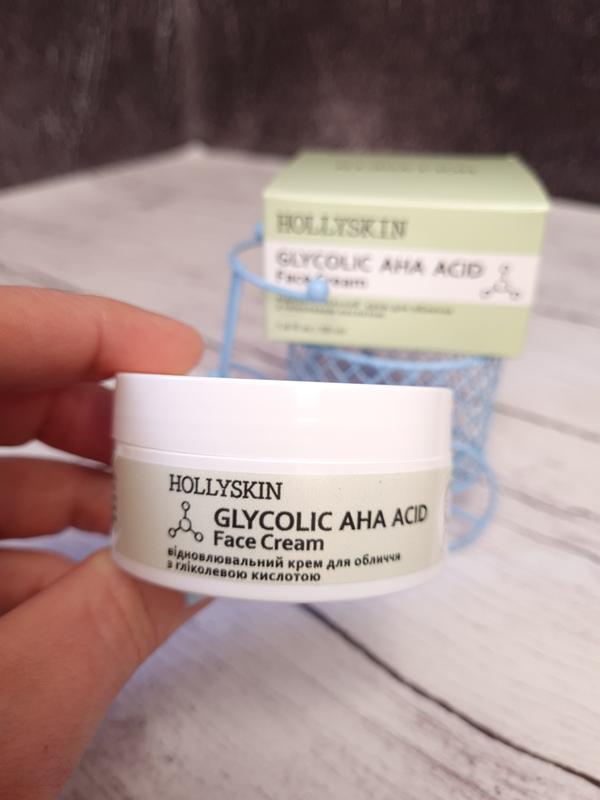 HOLLYSKIN
GLYCOLIC AHA ACID
Face Cream
HOLLYSKIN
GLYCOLIC AHA ACID
Face Cream
відновлювальний крем для обличчя
з гліколевою кислотою